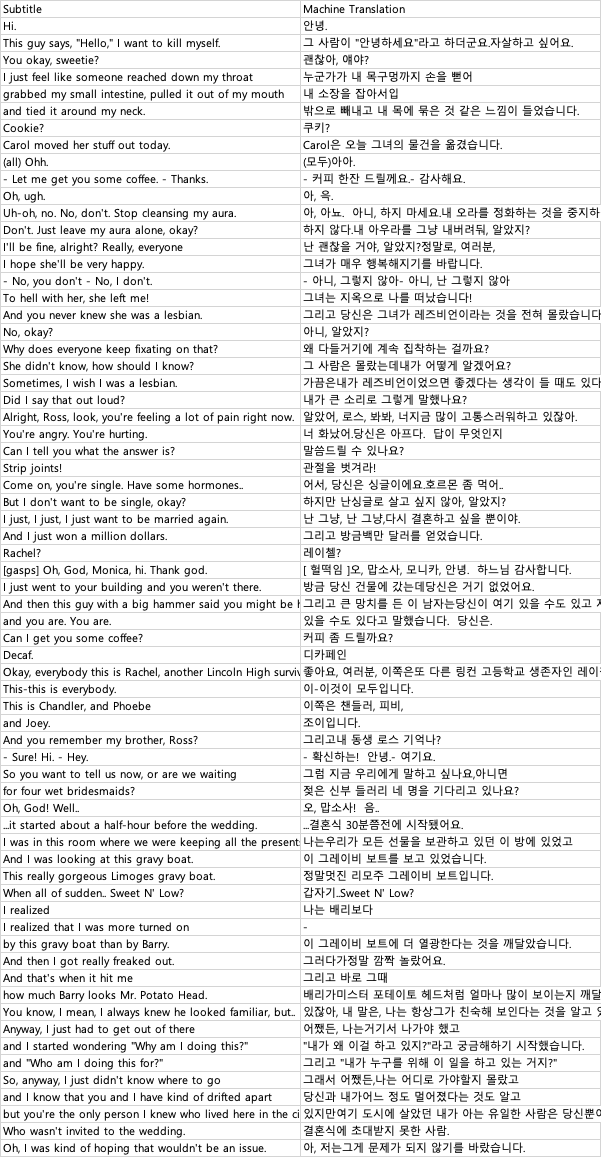 Subtitle	Machine Translation
Hi.	안녕.
This guy says, "Hello," I want to kill myself.	그 사람이 "안녕하세요"라고 하더군요.자살하고 싶어요.
You okay, sweetie?	괜찮아, 얘야?
I just feel like someone reached down my throat	누군가가 내 목구멍까지 손을 뻗어
grabbed my small intestine, pulled it out of my mouth	내 소장을 잡아서입
and tied it around my neck.	밖으로 빼내고 내 목에 묶은 것 같은 느낌이 들었습니다.
Cookie?	쿠키?
Carol moved her stuff out today.	Carol은 오늘 그녀의 물건을 옮겼습니다.
(all) Ohh.	(모두)아아.
- Let me get you some coffee. - Thanks.	- 커피 한잔 드릴께요.- 감사해요.
Oh, ugh.	아, 윽.
Uh-oh, no. No, don't. Stop cleansing my aura.	아, 아뇨. 아니, 하지 마세요.내 오라를 정화하는 것을 중지하
Don't. Just leave my aura alone, okay?	하지 않다.내 아우라를 그냥 내버려둬, 알았지?
I'll be fine, alright? Really, everyone	난 괜찮을 거야, 알았지?정말로, 여러분,
I hope she'll be very happy.	그녀가 매우 행복해지기를 바랍니다.
- No, you don't - No, I don't.	- 아니, 그렇지 않아- 아니, 난 그렇지 않아
To hell with her, she left me!	그녀는 지옥으로 나를 떠났습니다!
And you never knew she was a lesbian.	그리고 당신은 그녀가 레즈비언이라는 것을 전혀 몰랐습니다
No, okay?	아니, 알았지?
Why does everyone keep fixating on that?	왜 다들거기에 계속 집착하는 걸까요?
She didn't know, how should I know?	그 사람은 몰랐는데내가 어떻게 알겠어요?
Sometimes, I wish I was a lesbian.	가끔은내가 레즈비언이었으면 좋겠다는 생각이 들 때도 있다
Did I say that out loud?	내가 큰 소리로 그렇게 말했나요?
Alright, Ross, look, you're feeling a lot of pain right now.	알았어, 로스, 봐봐, 너지금 많이 고통스러워하고 있잖아.
You're angry. You're hurting.	너 화났어.당신은 아프다. 답이 무엇인지
Can I tell you what the answer is?	말씀드릴 수 있나요?
Strip joints!	관절을 벗겨라!
Come on, you're single. Have some hormones..	어서, 당신은 싱글이에요.호르몬 좀 먹어..
But I don't want to be single, okay?	하지만 난싱글로 살고 싶지 않아, 알았지?
I just, I just, I just want to be married again.	난 그냥, 난 그냥,다시 결혼하고 싶을 뿐이야.
And I just won a million dollars.	그리고 방금백만 달러를 얻었습니다.
Rachel?	레이첼?
[gasps] Oh, God, Monica, hi. Thank god.	[ 헐떡임 ]오, 맙소사, 모니카, 안녕. 하느님 감사합니다.
I just went to your building and you weren't there.	방금 당신 건물에 갔는데당신은 거기 없었어요.
And then this guy with a big hammer said you might be h	그리고 큰 망치를 든 이 남자는당신이 여기 있을 수도 있고
and you are. You are.	있을 수도 있다고 말했습니다. 당신은.
Can I get you some coffee?	커피 좀 드릴까요?
Decaf.	디카페인
Okay, everybody this is Rachel, another Lincoln High surviv	좋아요, 여러분, 이쪽은또 다른 링컨 고등학교 생존자인 레이
This-this is everybody.	이-이것이 모두입니다.
This is Chandler, and Phoebe	이쪽은 챈들러, 피비,
and Joey.	조이입니다.
And you remember my brother, Ross?	그리고내 동생 로스 기억나?
- Sure! Hi. - Hey.	- 확신하는! 안녕.- 여기요.
So you want to tell us now, or are we waiting	그럼 지금 우리에게 말하고 싶나요,아니면
for four wet bridesmaids?	젖은 신부 들러리 네 명을 기다리고 있나요?
Oh, God! Well..	오, 맙소사! 음..
...it started about a half-hour before the wedding.	...결혼식 30분쯤전에 시작됐어요.
I was in this room where we were keeping all the present	나는우리가 모든 선물을 보관하고 있던 이 방에 있었고
And I was looking at this gravy boat.	이 그레이비 보트를 보고 있었습니다.
This really gorgeous Limoges gravy boat.	정말멋진 리모주 그레이비 보트입니다.
When all of sudden.. Sweet N' Low?	갑자기..Sweet N' Low?
I realized	나는 배리보다
I realized that I was more turned on	-
by this gravy boat than by Barry.	이 그레이비 보트에 더 열광한다는 것을 깨달았습니다.
And then I got really freaked out.	그러다가정말 깜짝 놀랐어요.
And that's when it hit me	그리고 바로 그때
how much Barry looks Mr. Potato Head.	배리가미스터 포테이토 헤드처럼 얼마나 많이 보이는지 깨달
You know, I mean, I always knew he looked familiar, but..	있잖아, 내 말은, 나는 항상그가 친숙해 보인다는 것을 알고 있
Anyway, I just had to get out of there	어쨌든, 나는거기서 나가야 했고
and I started wondering "Why am I doing this?"	"내가 왜 이걸 하고 있지?"라고 궁금해하기 시작했습니다.
and "Who am I doing this for?"	그리고 "내가 누구를 위해 이 일을 하고 있는 거지?"
So, anyway, I just didn't know where to go	그래서 어쨌든,나는 어디로 가야할지 몰랐고
and I know that you and I have kind of drifted apart	당신과 내가어느 정도 멀어졌다는 것도 알고
but you're the only person I knew who lived here in the ci	있지만여기 도시에 살았던 내가 아는 유일한 사람은 당신뿐이
Who wasn't invited to the wedding.	결혼식에 초대받지 못한 사람.
Oh, I was kind of hoping that wouldn't be an issue.	아, 저는그게 문제가 되지 않기를 바랐습니다.